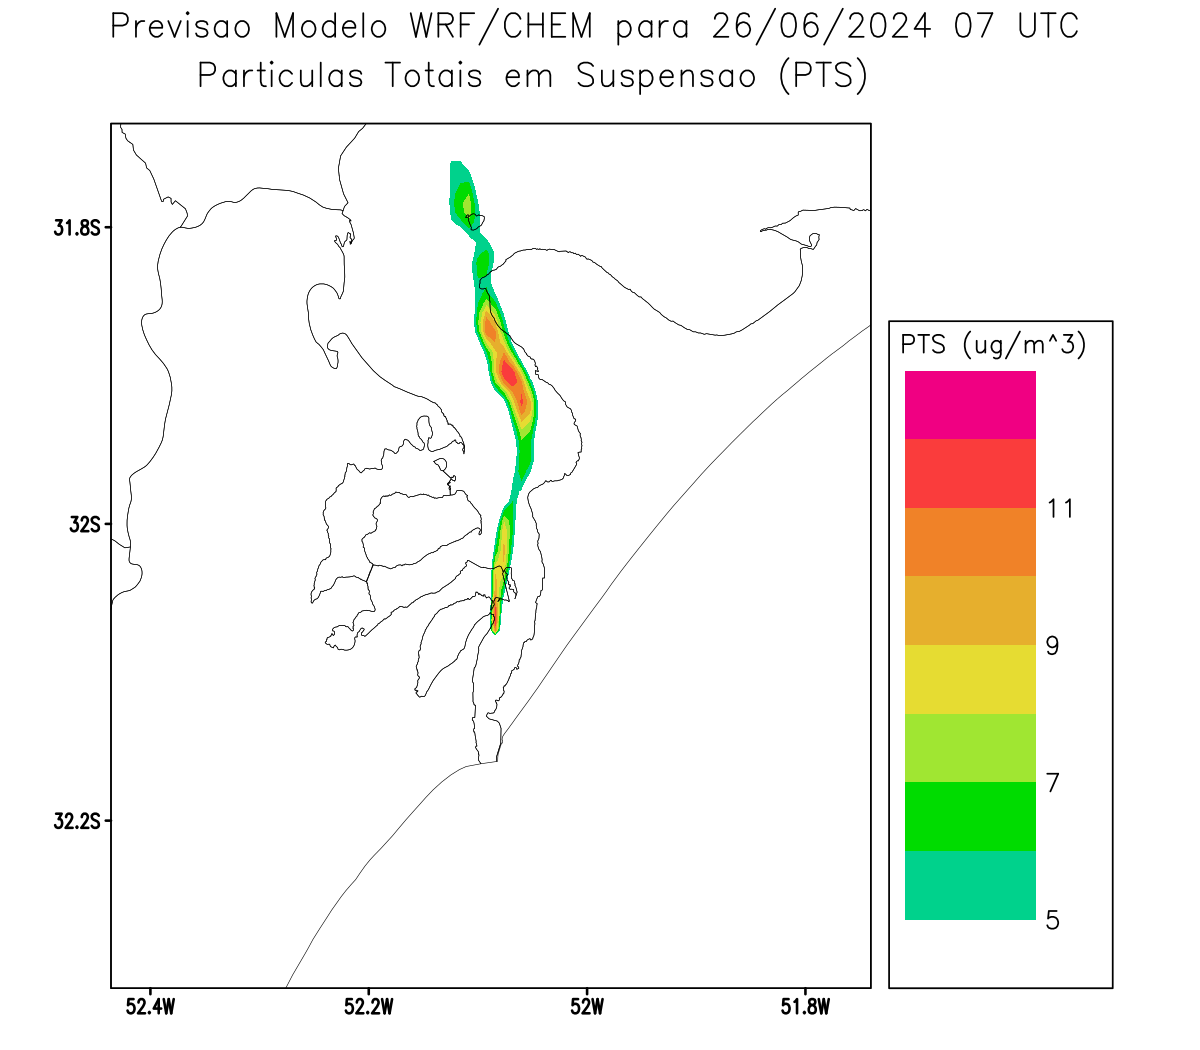 Previsao Modelo WRF/CHEM para 26/06/2024 07 UTC
Particulas Totais em Suspensao (PTS)
31.8S
32S
32.2S
52.4W 52.2W 52W 51.8W
PTS (ug/m^3)
11
9
7
5